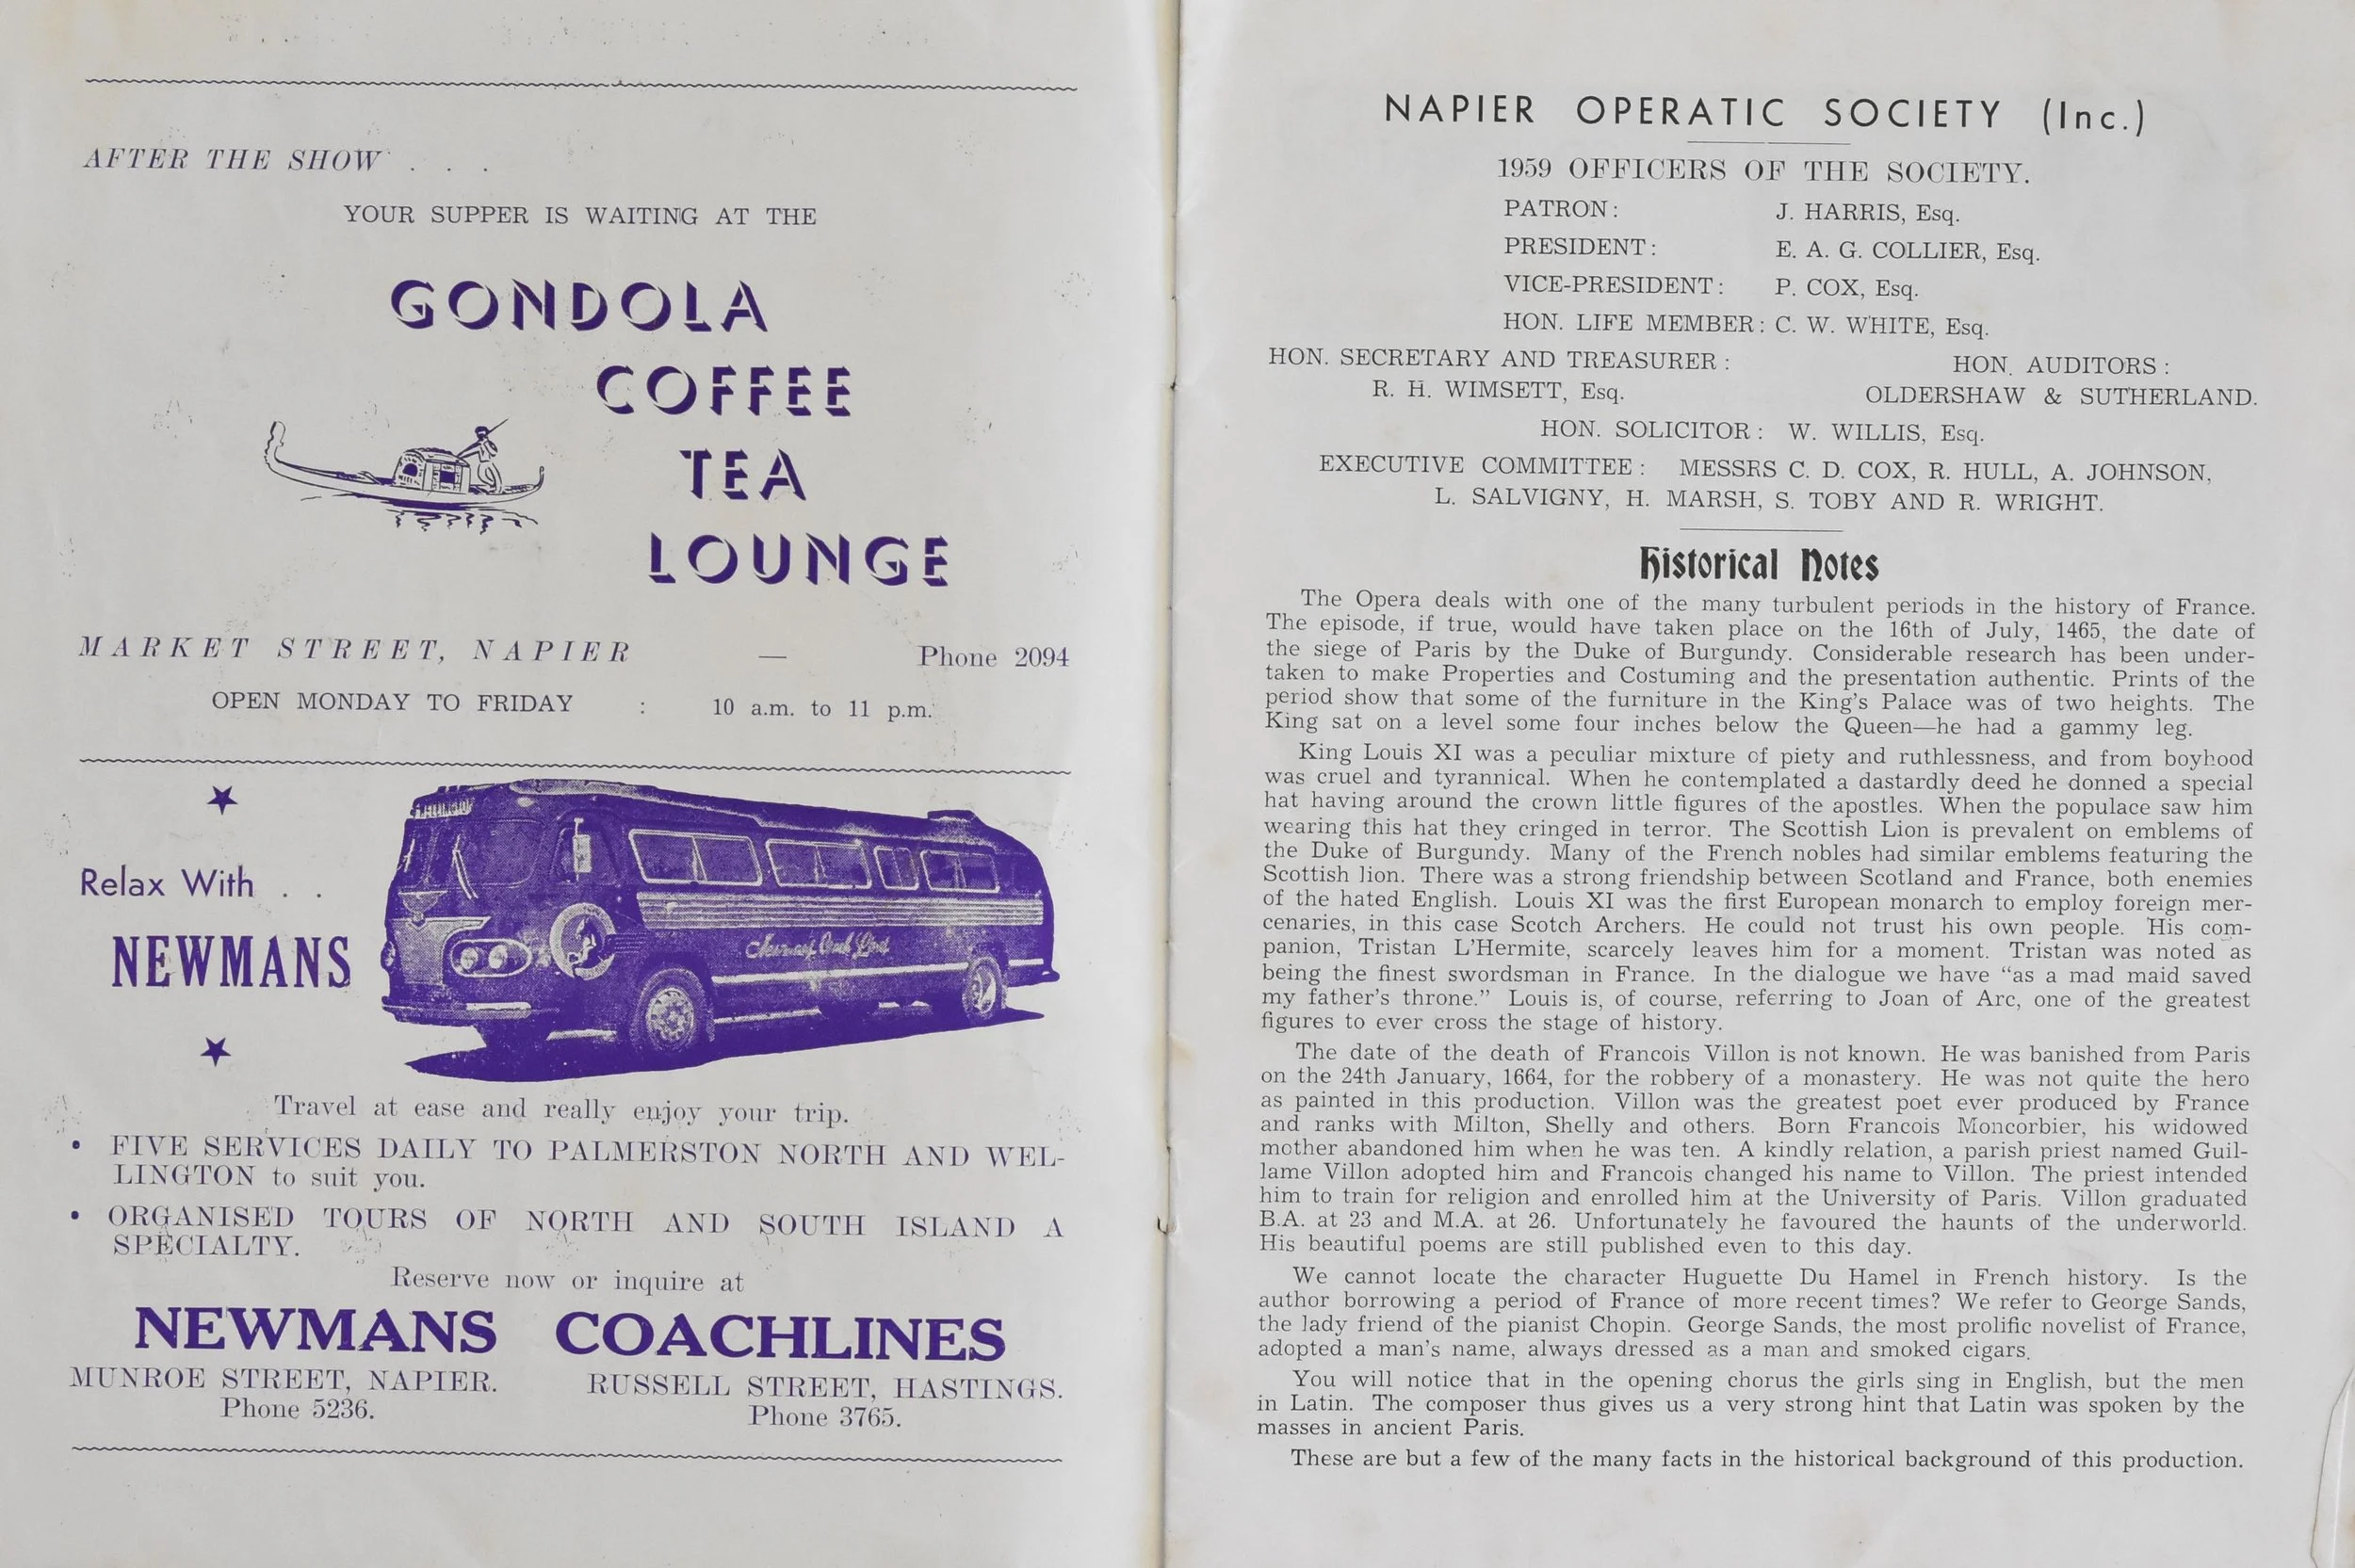 AFTER THE SHOW . . .
YOUR SUPPER IS WAITING AT THE
GONDOLA
COFFEE
TEA
LOUNGE
MARKET STREET, NAPIER — Phone 2094
OPEN MONDAY TO FRIDAY : 10 a.m. to 11 p.m.
WELLINGTON
Relax With . .
NEWMANS
Newmans Coach Lines
Travel at ease and really enjoy your trip.
• FIVE SERVICES DAILY TO PALMERSTON NORTH AND WEL-
LINGTON to suit you.
• ORGANISED TOURS OF NORTH AND SOUTH ISLAND A
SPECIALTY.
Reserve now or inquire at
NEWMANS COACHLINES
MUNROE STREET, NAPIER. RUSSELL STREET, HASTINGS.
Phone 5236. Phone 3765.
NAPIER OPERATIC SOCIETY (Inc.)
1959 OFFICERS OF THE SOCIETY.
PATRON: J. HARRIS, Esq.
PRESIDENT: E. A. G. COLLIER, Esq.
VICE-PRESIDENT: P. COX, Esq.
HON. LIFE MEMBER: C. W. WHITE, Esq.
HON. SECRETARY AND TREASURER: HON. AUDITORS:
R. H. WIMSETT, Esq. OLDERSHAW & SUTHERLAND.
HON. SOLICITOR: W. WILLIS, Esq.
EXECUTIVE COMMITTEE: MESSRS C. D. COX, R. HULL, A. JOHNSON,
L. SALVIGNY, H. MARSH, S. TOBY AND R. WRIGHT.
Historical Notes
The Opera deals with one of the many turbulent periods in the history of France.
The episode, if true, would have taken place on the 16th of July, 1465, the date of
the siege of Paris by the Duke of Burgundy. Considerable research has been under-
taken to make Properties and Costuming and the presentation authentic. Prints of the
period show that some of the furniture in the King's Palace was of two heights. The
King sat on a level some four inches below the Queen—he had a gammy leg.
King Louis XI was a peculiar mixture of piety and ruthlessness, and from boyhood
was cruel and tyrannical. When he contemplated a dastardly deed he donned a special
hat having around the crown little figures of the apostles. When the populace saw him
wearing this hat they cringed in terror. The Scottish Lion is prevalent on emblems of
the Duke of Burgundy. Many of the French nobles had similar emblems featuring the
Scottish lion. There was a strong friendship between Scotland and France, both enemies
of the hated English. Louis XI was the first European monarch to employ foreign mer-
cenaries, in this case Scotch Archers. He could not trust his own people. His com-
panion, Tristan L'Hermite, scarcely leaves him for a moment. Tristan was noted as
being the finest swordsman in France. In the dialogue we have "as a mad maid saved
my father's throne." Louis is, of course, referring to Joan of Arc, one of the greatest
figures to ever cross the stage of history.
The date of the death of Francois Villon is not known. He was banished from Paris
on the 24th January, 1664, for the robbery of a monastery. He was not quite the hero
as painted in this production. Villon was the greatest poet ever produced by France
and ranks with Milton, Shelly and others. Born Francois Moncorbier, his widowed
mother abandoned him when he was ten. A kindly relation, a parish priest named Guil-
lame Villon adopted him and Francois changed his name to Villon. The priest intended
him to train for religion and enrolled him at the University of Paris. Villon graduated
B.A. at 23 and M.A. at 26. Unfortunately he favoured the haunts of the underworld.
His beautiful poems are still published even to this day.
We cannot locate the character Huguette Du Hamel in French history. Is the
author borrowing a period of France of more recent times? We refer to George Sands,
the lady friend of the pianist Chopin. George Sands, the most prolific novelist of France,
adopted a man's name, always dressed as a man and smoked cigars.
You will notice that in the opening chorus the girls sing in English, but the men
in Latin. The composer thus gives us a very strong hint that Latin was spoken by the
masses in ancient Paris.
These are but a few of the many facts in the historical background of this production.